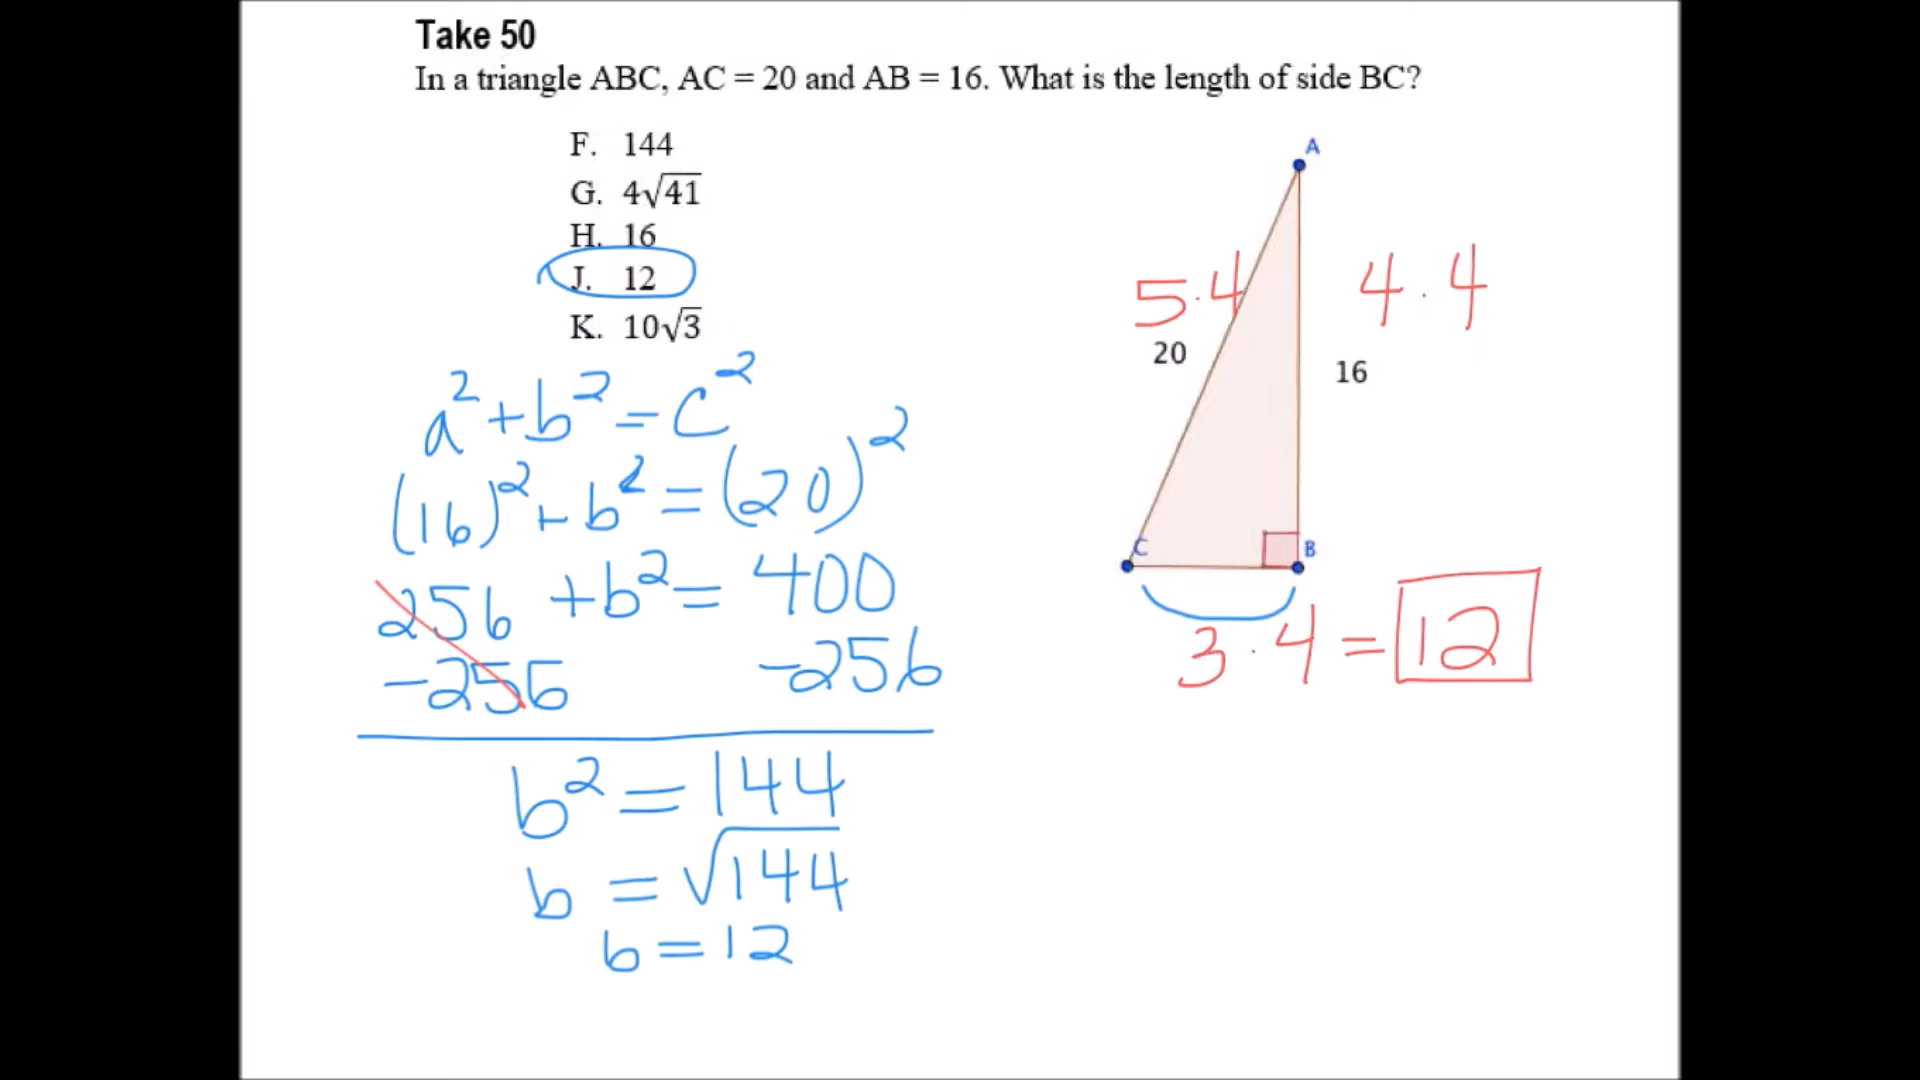 Take 50
In a triangle ABC, AC = 20 and AB = 16. What is the length of side BC?
F. 144
G. 4√41
H. 16
J. 12
K. 10√3
a² + b² = c²
(16)² + b² = (20)²
256 + b² = 400
-256 -256
b² = 144
b = √144
b = 12
A
5·4
4·4
20
16
C
B
3·4 = 12